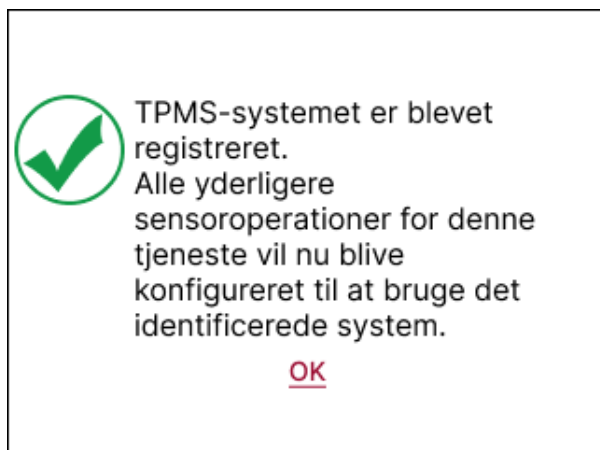 TPMS-systemet er blevet
registreret.
Alle yderligere
sensoroperationer for denne
tjeneste vil nu blive
konfigureret til at bruge det
identificerede system.
OK